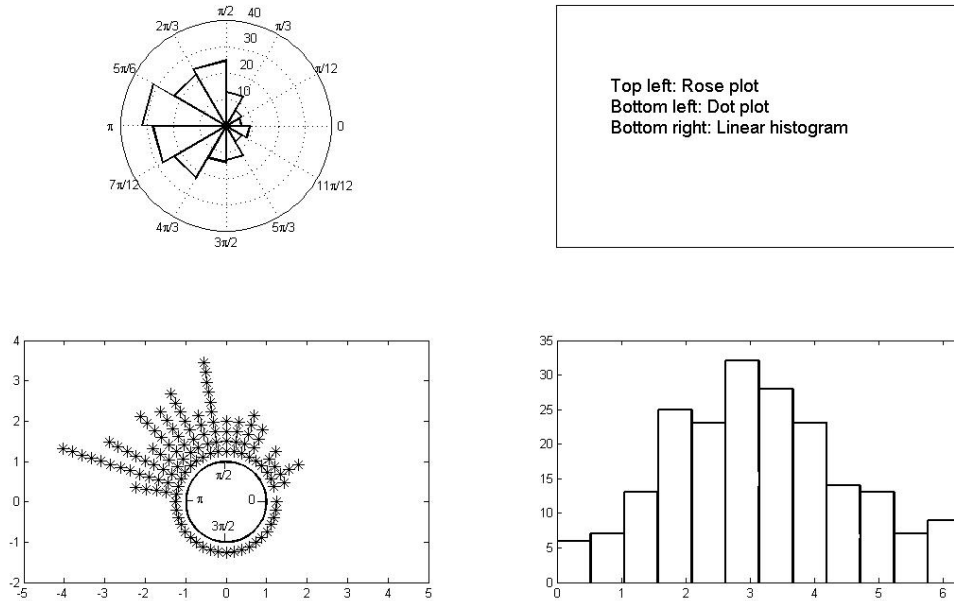 π/2
40
2π/3
π/3
30
5π/6
20
π/12
10
π
0
7π/12
11π/12
4π/3
5π/3
3π/2
Top left: Rose plot
Bottom left: Dot plot
Bottom right: Linear histogram
4
3
2
1
0
-1
-2
-5
-4
-3
-2
-1
0
1
2
3
4
5
π/2
π
0
3π/2
35
30
25
20
15
10
5
0
0
1
2
3
4
5
6